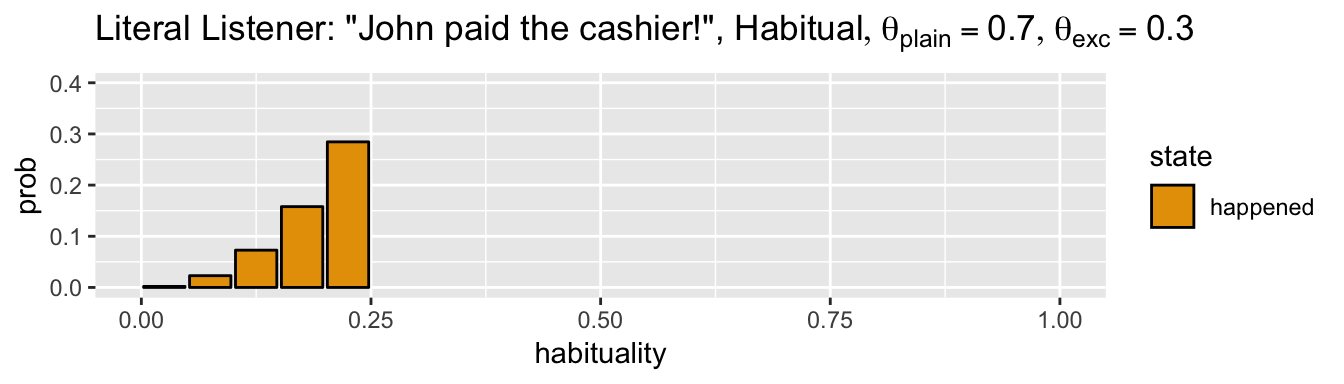 Literal Listener: "John paid the cashier!", Habitual, θplain = 0.7, θexc = 0.3
0.4
0.3
0.2
0.1
0.0
prob
0.00 0.25 0.50 0.75 1.00
habituality
state
happened